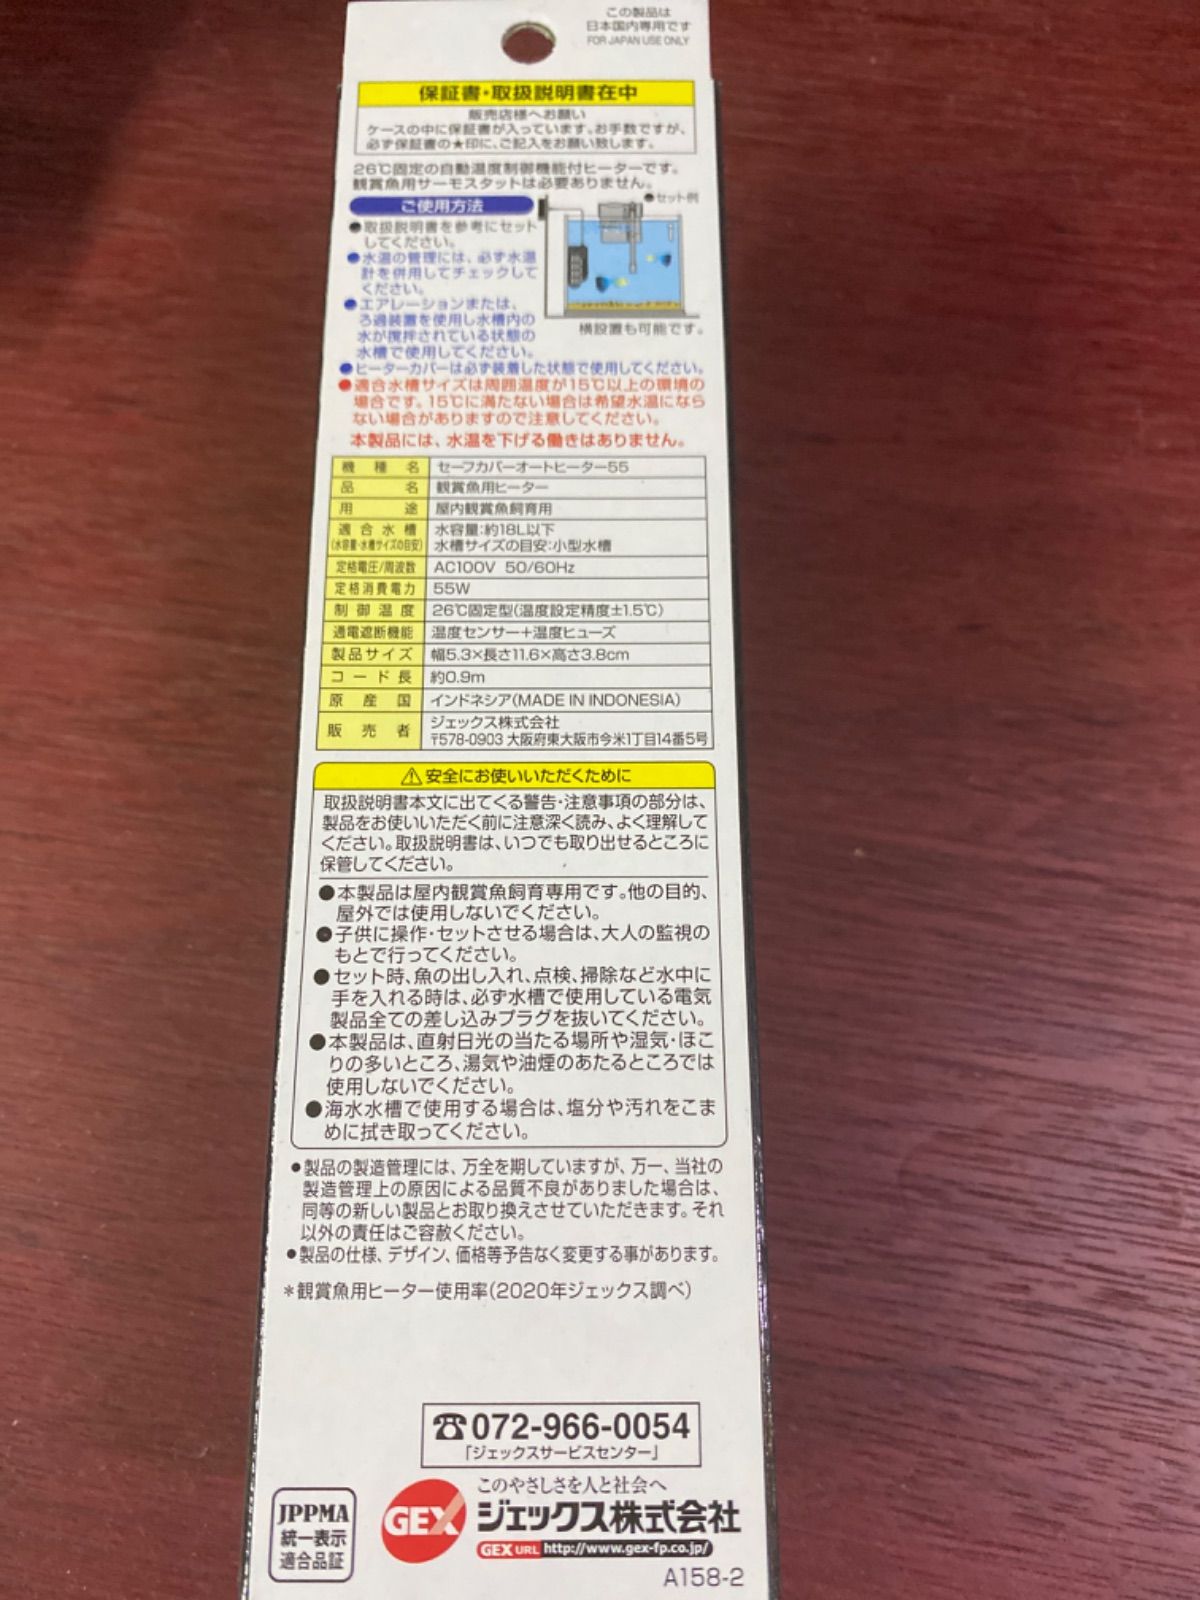 この製品は
日本国内専用です
FOR JAPAN USE ONLY
保証書・取扱説明書在中
販売店様へお願い
ケースの中に保証書が入っています。お手数ですが、
必ず保証書の★印に、ご記入をお願い致します。
26℃固定の自動温度制御機能付ヒーターです。
観賞魚用サーモスタットは必要ありません。
ご使用方法
●セット例
●取扱説明書を参考にセット
してください。
●水温の管理には、必ず水温
計を併用してチェックして
ください。
●エアレーションまたは、
ろ過装置を使用し水槽内の
水が撹拌されている状態の
水槽で使用してください。
横設置も可能です。
●ヒーターカバーは必ず装着した状態で使用してください。
●適合水槽サイズは周囲温度が15℃以上の環境の
場合です。15℃に満たない場合は希望水温になら
ない場合がありますので注意してください。
本製品には、水温を下げる働きはありません。
機種名 セーフカバーオートヒーター55
品名 観賞魚用ヒーター
用途 屋内観賞魚飼育用
適合水槽 水容量:約18L以下
(水容量・水槽サイズの目安) 水槽サイズの目安:小型水槽
定格電圧/周波数 AC100V 50/60Hz
定格消費電力 55W
制御温度 26℃固定型(温度設定精度±1.5℃)
通電遮断機能 温度センサー+温度ヒューズ
製品サイズ 幅5.3×長さ11.6×高さ3.8cm
コード長 約0.9m
原産国 インドネシア(MADE IN INDONESIA)
販売者 ジェックス株式会社
〒578-0903 大阪府東大阪市今米1丁目14番5号
⚠安全にお使いいただくために
取扱説明書本文に出てくる警告・注意事項の部分は、
製品をお使いいただく前に注意深く読み、よく理解して
ください。取扱説明書は、いつでも取り出せるところに
保管してください。
●本製品は屋内観賞魚飼育専用です。他の目的、
屋外では使用しないでください。
●子供に操作・セットさせる場合は、大人の監視の
もとで行ってください。
●セット時、魚の出し入れ、点検、掃除など水中に
手を入れる時は、必ず水槽で使用している電気
製品全ての差し込みプラグを抜いてください。
●本製品は、直射日光の当たる場所や湿気・ほこ
りの多いところ、湯気や油煙のあたるところでは
使用しないでください。
●海水水槽で使用する場合は、塩分や汚れをこま
めに拭き取ってください。
●製品の製造管理には、万全を期していますが、万一、当社の
製造管理上の原因による品質不良がありました場合は、
同等の新しい製品とお取り換えさせていただきます。それ
以外の責任はご容赦ください。
●製品の仕様、デザイン、価格等予告なく変更する事があります。
*観賞魚用ヒーター使用率(2020年ジェックス調べ)
☎072-966-0054
「ジェックスサービスセンター」
JPPMA
統一表示
適合品証
GEX
このやさしさを人と社会へ
ジェックス株式会社
GEX URL http://www.gex-fp.co.jp/
A158-2